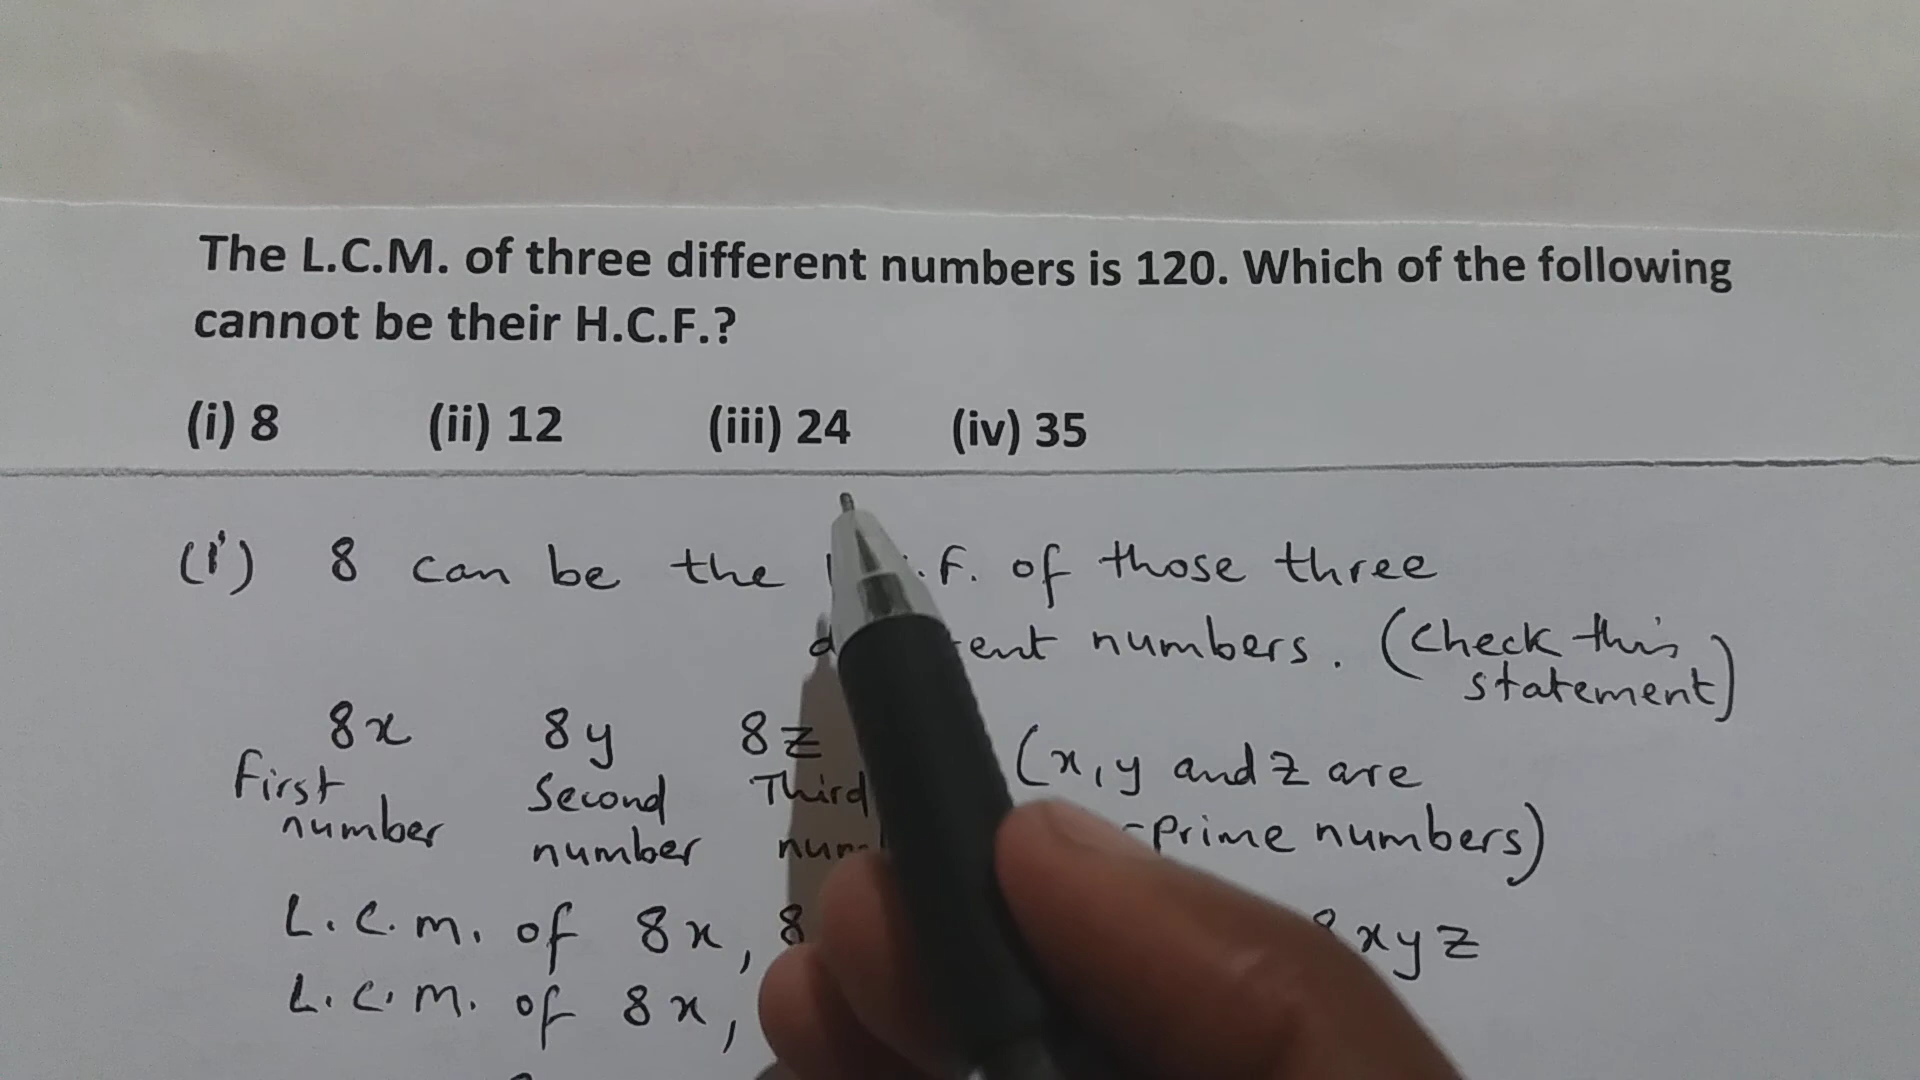 The L.C.M. of three different numbers is 120. Which of the following
cannot be their H.C.F.?
(i) 8 (ii) 12 (iii) 24 (iv) 35
(i) 8 can be the .F. of those three
numbers. (Check this
statement)
8x 8y 8z (x, y and z are
First Second Third
number number -prime numbers)
L.C.M. of 8x, 8 xyz
L.C.M. of 8x,